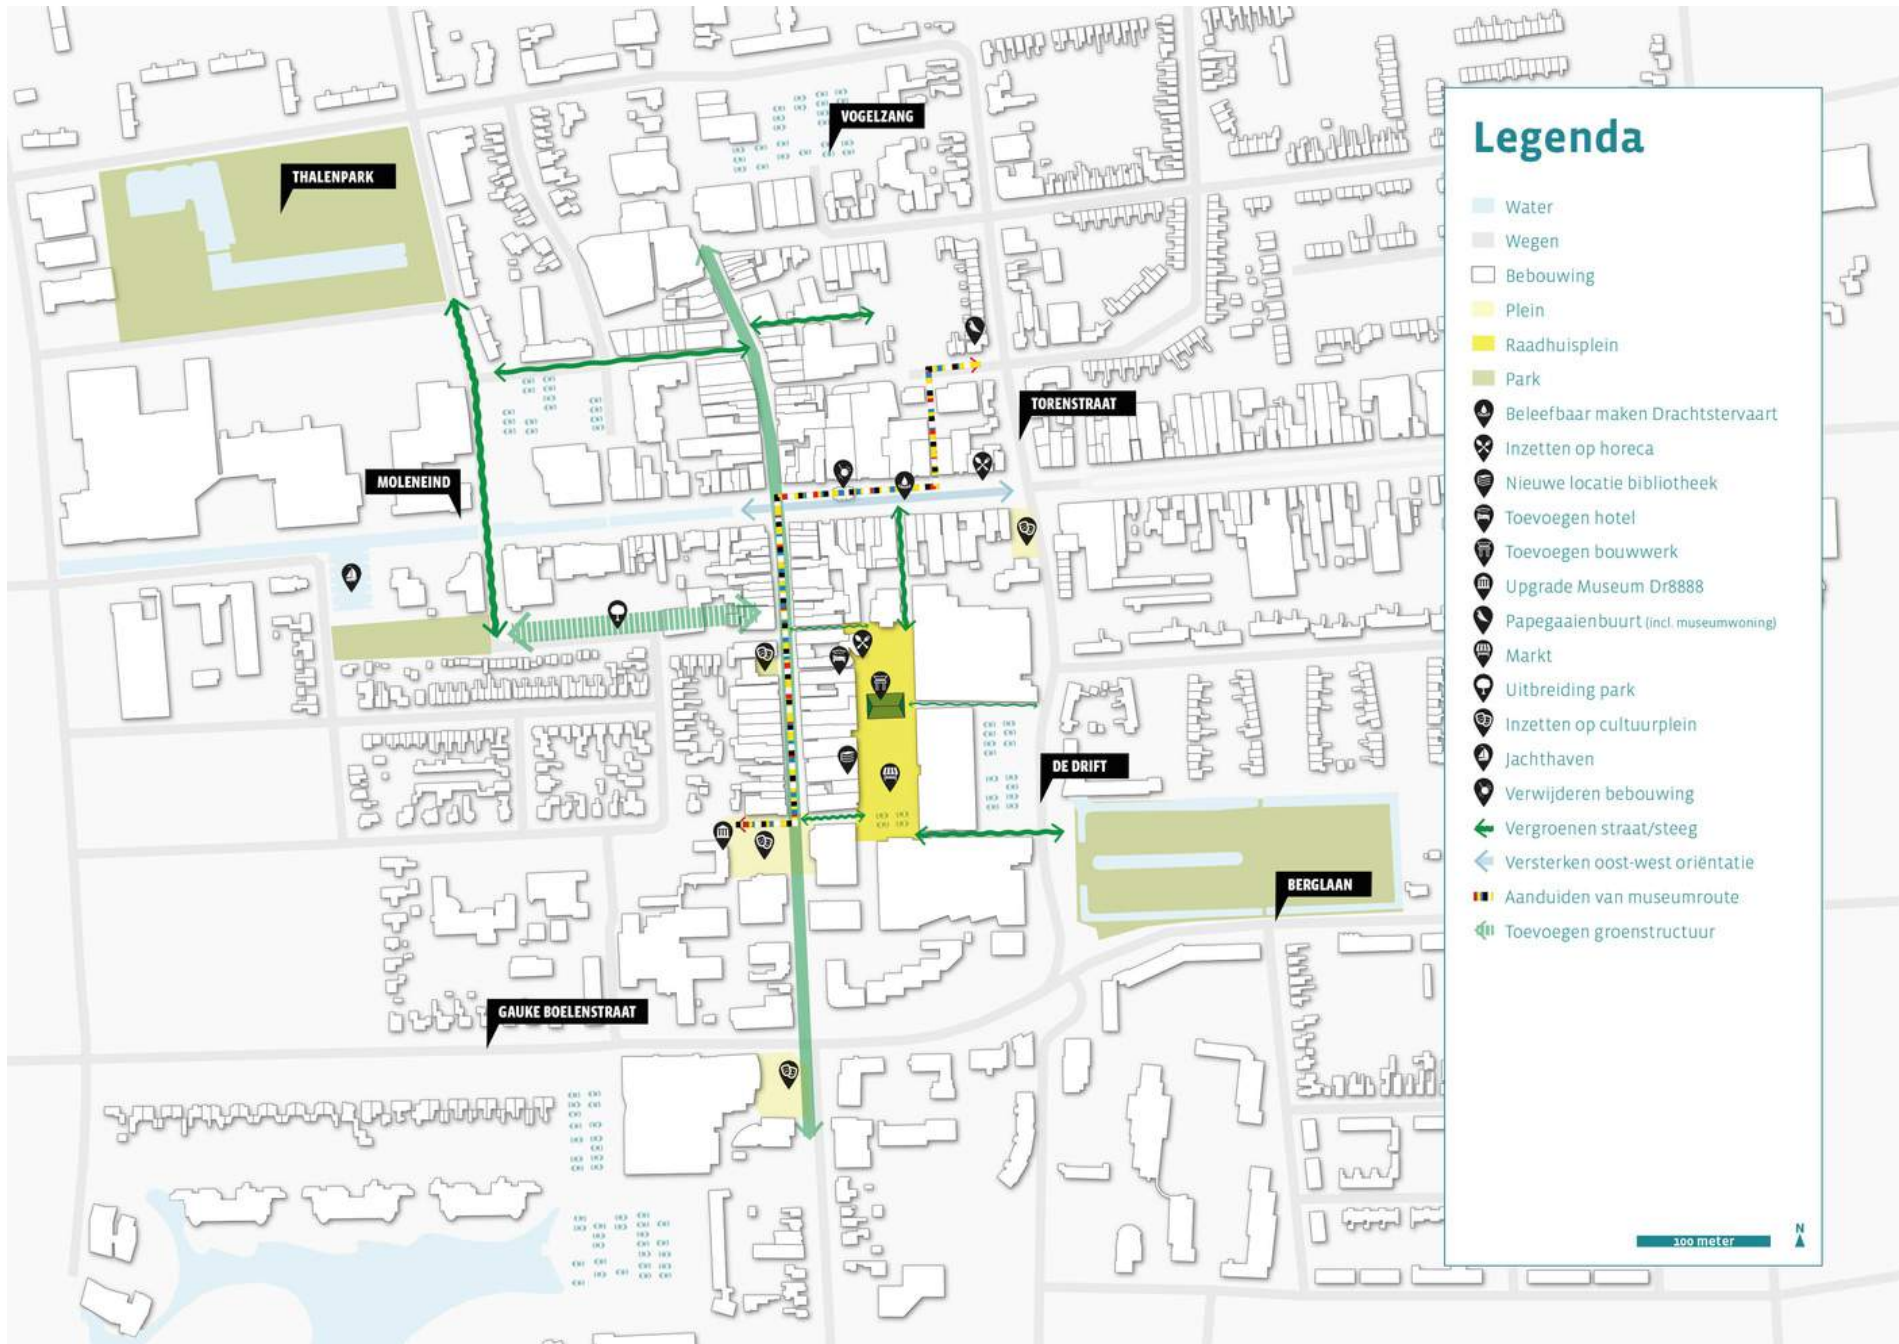 VOGELZANG
THALENPARK
TORENSTRAAT
MOLENEIND
DE DRIFT
BERGLAAN
GAUKE BOELENSTRAAT
Legenda
Water
Wegen
Bebouwing
Plein
Raadhuisplein
Park
Beleefbaar maken Drachtstervaart
Inzetten op horeca
Nieuwe locatie bibliotheek
Toevoegen hotel
Toevoegen bouwwerk
Upgrade Museum Dr8888
Papegaaienbuurt (incl. museumwoning)
Markt
Uitbreiding park
Inzetten op cultuurplein
Jachthaven
Verwijderen bebouwing
Vergroenen straat/steeg
Versterken oost-west oriëntatie
Aanduiden van museumroute
Toevoegen groenstructuur
100 meter
N